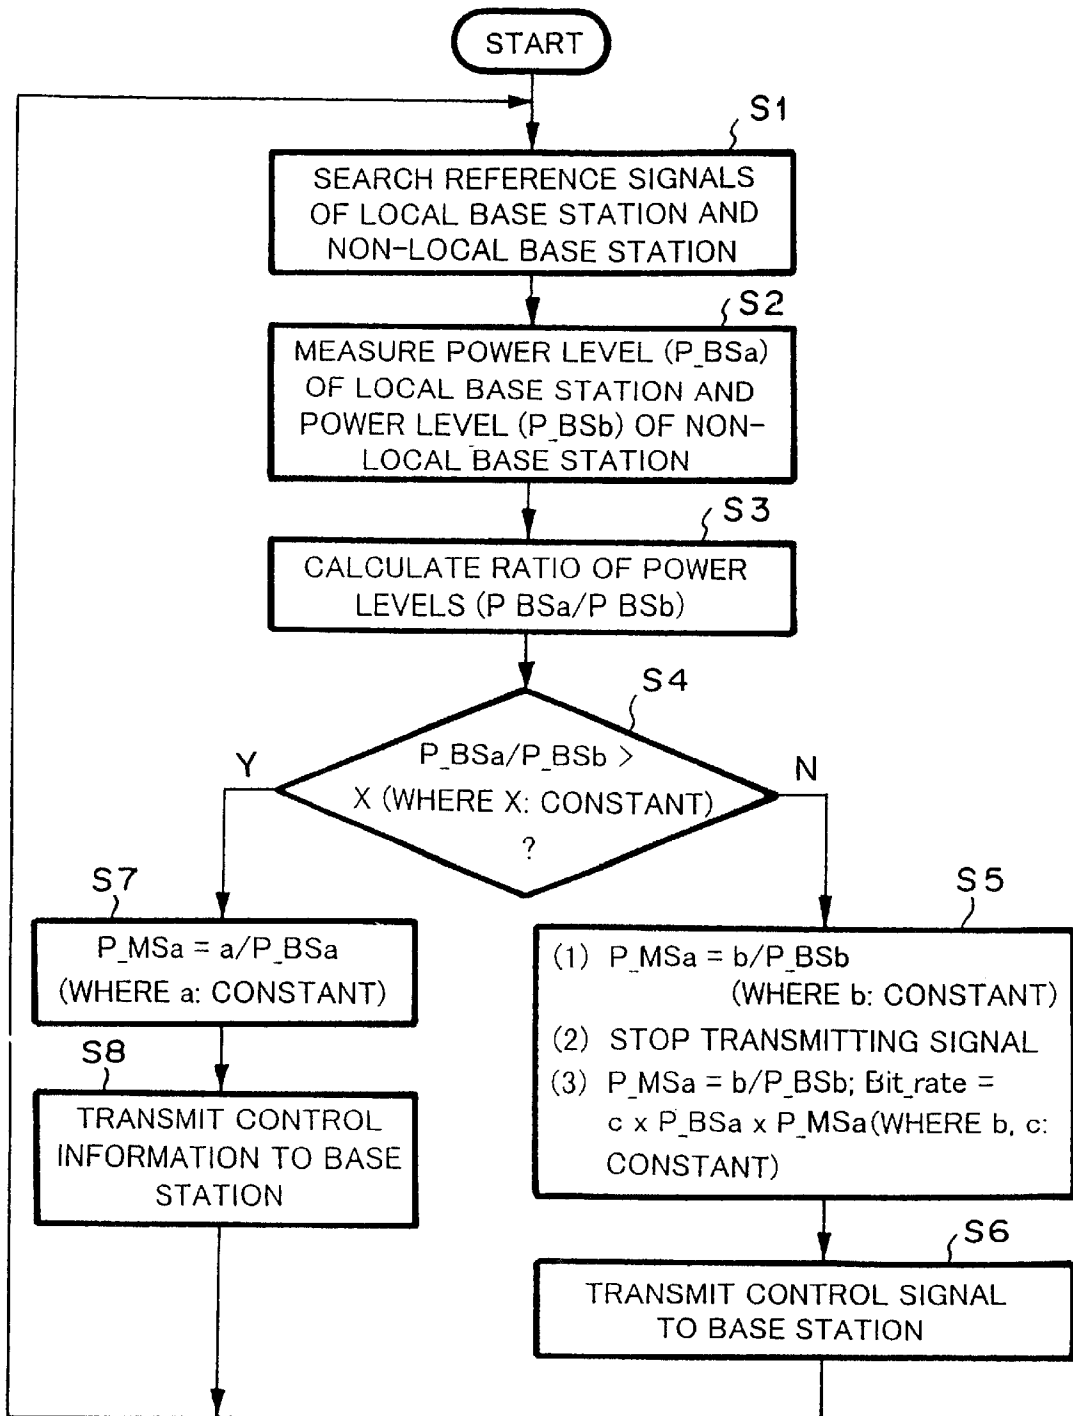 START
S1
SEARCH REFERENCE SIGNALS
OF LOCAL BASE STATION AND
NON-LOCAL BASE STATION
S2
MEASURE POWER LEVEL (P_BSa)
OF LOCAL BASE STATION AND
POWER LEVEL (P_BSb) OF NON-
LOCAL BASE STATION
S3
CALCULATE RATIO OF POWER
LEVELS (P BSa/P BSb)
S4
P_BSa/P_BSb >
X (WHERE X: CONSTANT)
?
Y
N
S7
P_MSa = a/P_BSa
(WHERE a: CONSTANT)
S8
TRANSMIT CONTROL
INFORMATION TO BASE
STATION
S5
(1) P_MSa = b/P_BSb
(WHERE b: CONSTANT)
(2) STOP TRANSMITTING SIGNAL
(3) P_MSa = b/P_BSb; Bit_rate =
c x P_BSa x P_MSa(WHERE b, c:
CONSTANT)
S6
TRANSMIT CONTROL SIGNAL
TO BASE STATION